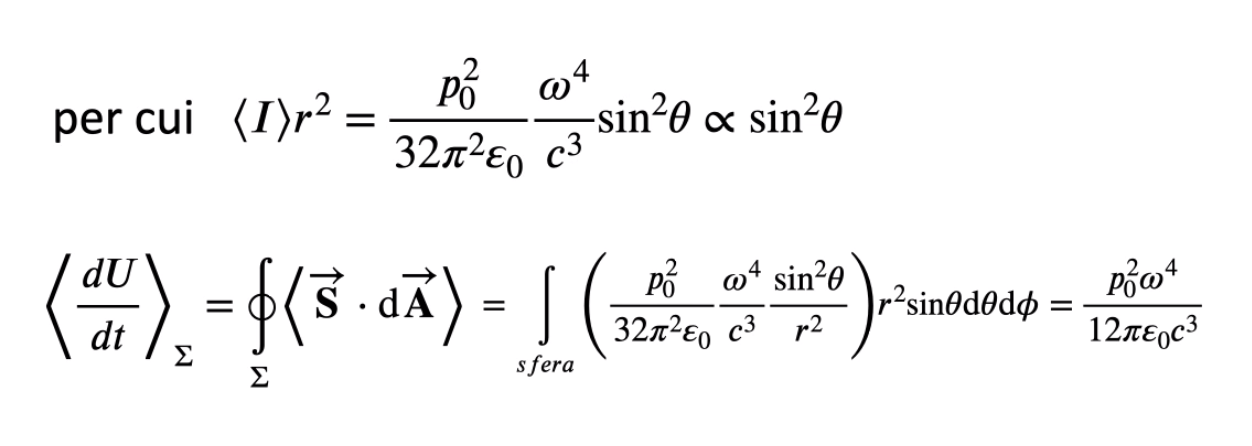 per cui ⟨I⟩r² = p₀²/(32π²ε₀) ω⁴/c³ sin²θ ∝ sin²θ
⟨dU/dt⟩_Σ = ∮_Σ ⟨S⃗ · dA⃗⟩ = ∫_sfera (p₀²/(32π²ε₀) ω⁴/c³ sin²θ/r²) r²sinθdθdϕ = p₀²ω⁴/(12πε₀c³)